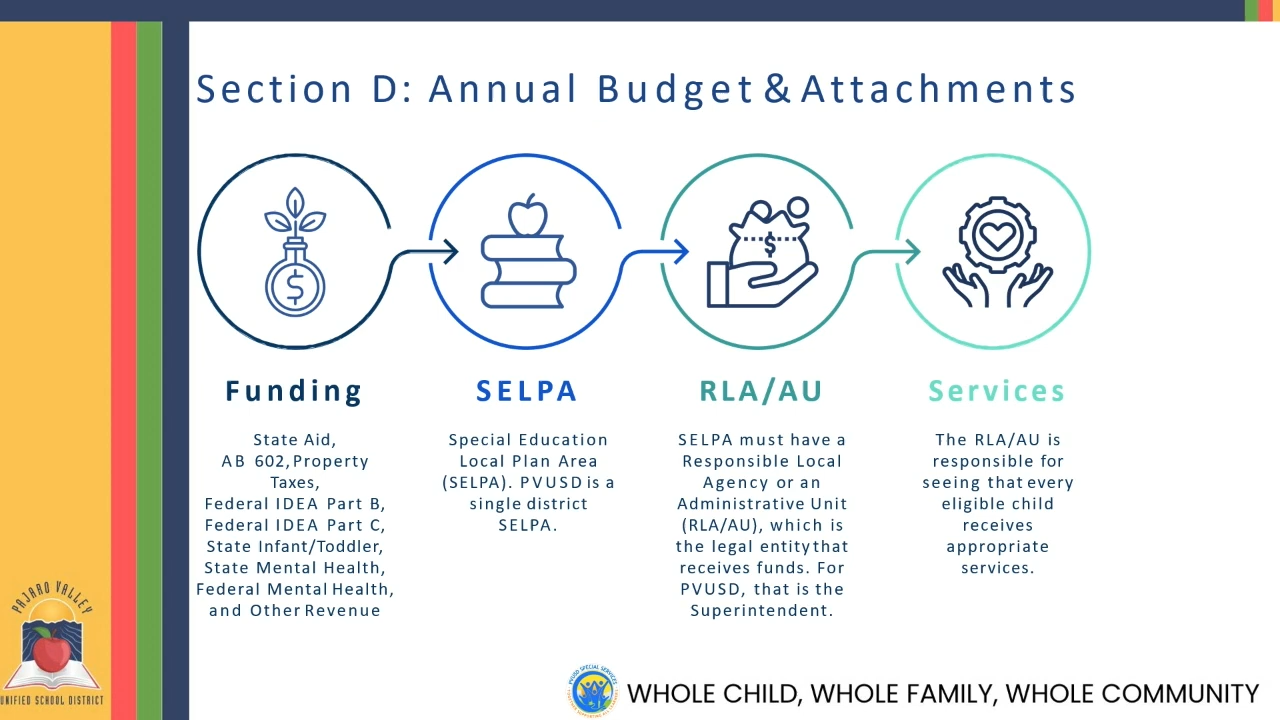 Section D: Annual Budget & Attachments
Funding
State Aid,
AB 602, Property
Taxes,
Federal IDEA Part B,
Federal IDEA Part C,
State Infant/Toddler,
State Mental Health,
Federal Mental Health,
and Other Revenue
SELPA
Special Education
Local Plan Area
(SELPA). PVUSD is a
single district
SELPA.
RLA/AU
SELPA must have a
Responsible Local
Agency or an
Administrative Unit
(RLA/AU), which is
the legal entity that
receives funds. For
PVUSD, that is the
Superintendent.
Services
The RLA/AU is
responsible for
seeing that every
eligible child
receives
appropriate
services.
PAJARO VALLEY
UNIFIED SCHOOL DISTRICT
PVUSD SPECIAL SERVICES
WHOLE CHILD, WHOLE FAMILY, WHOLE COMMUNITY